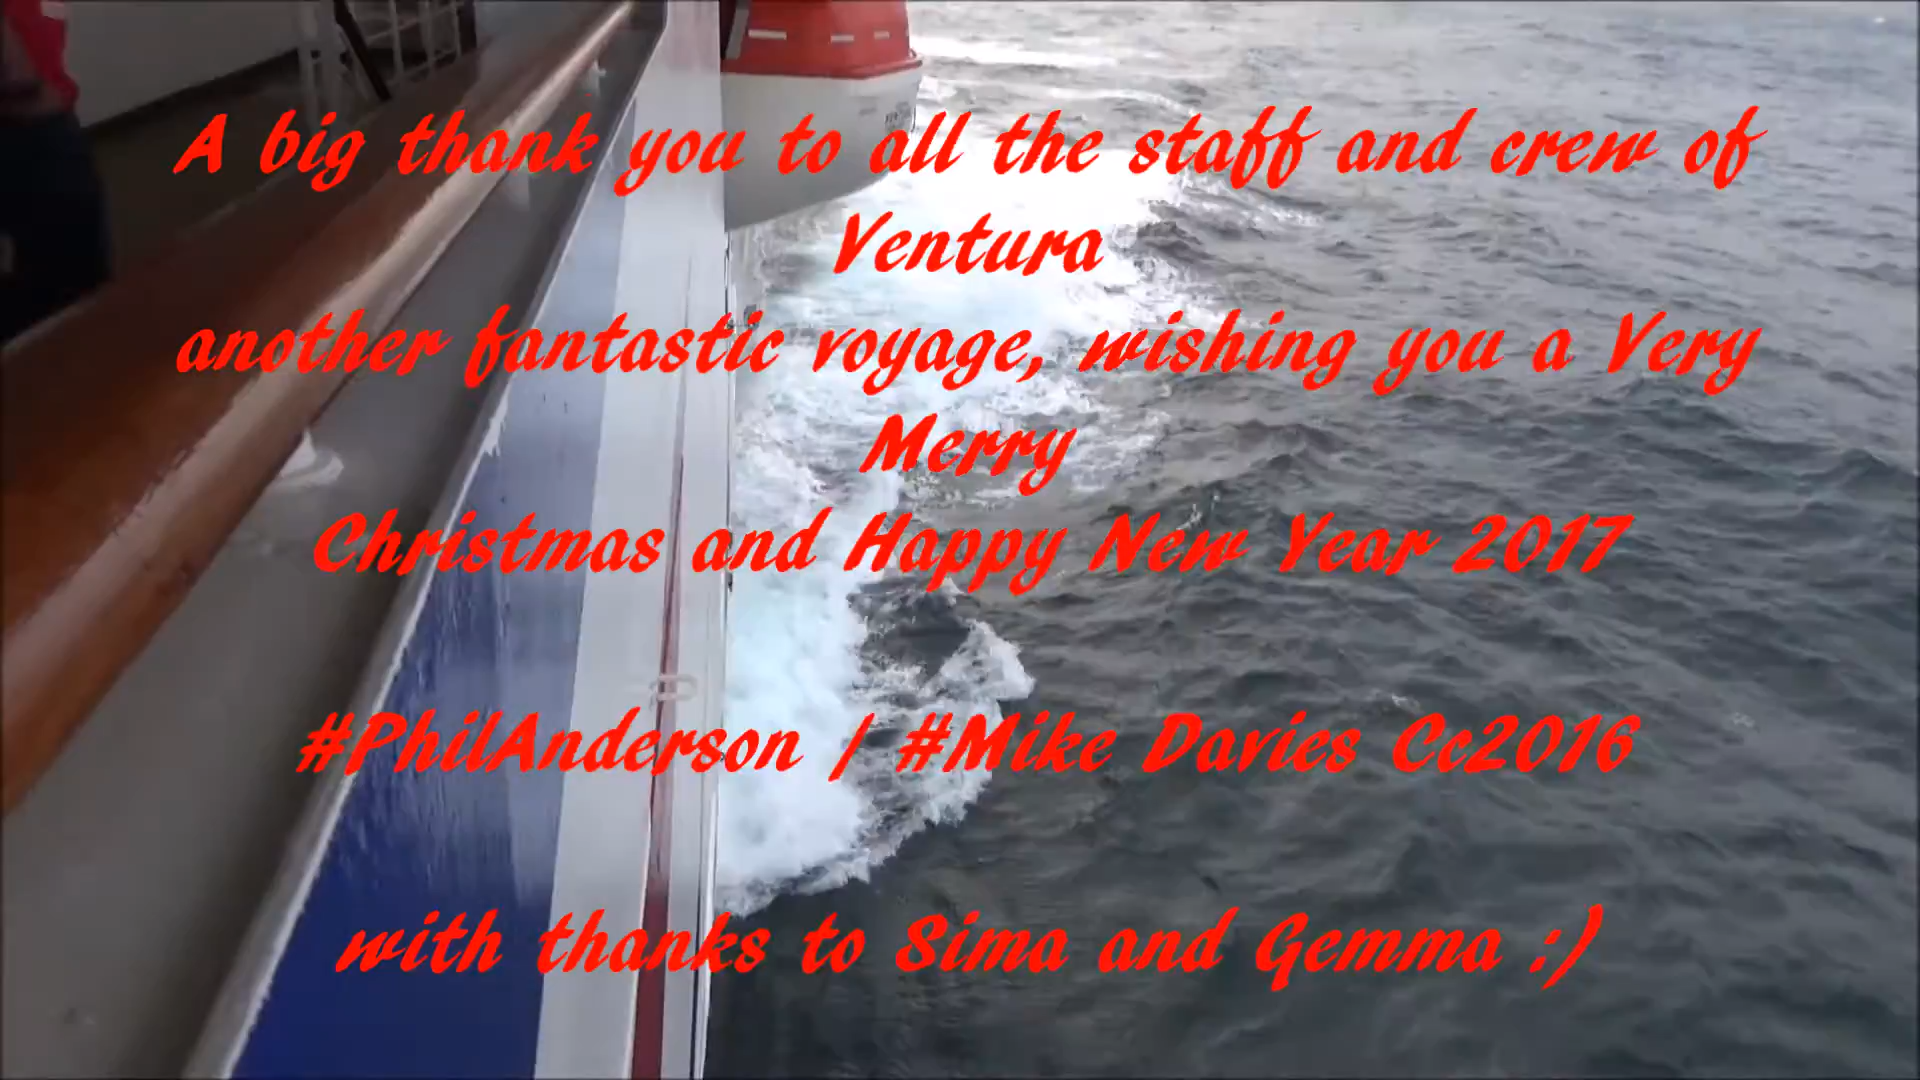 A big thank you to all the staff and crew of
Ventura
another fantastic voyage, wishing you a Very
Merry
Christmas and Happy New Year 2017
#PhilAnderson / #Mike Davies Cc2016
with thanks to Sima and Gemma :)